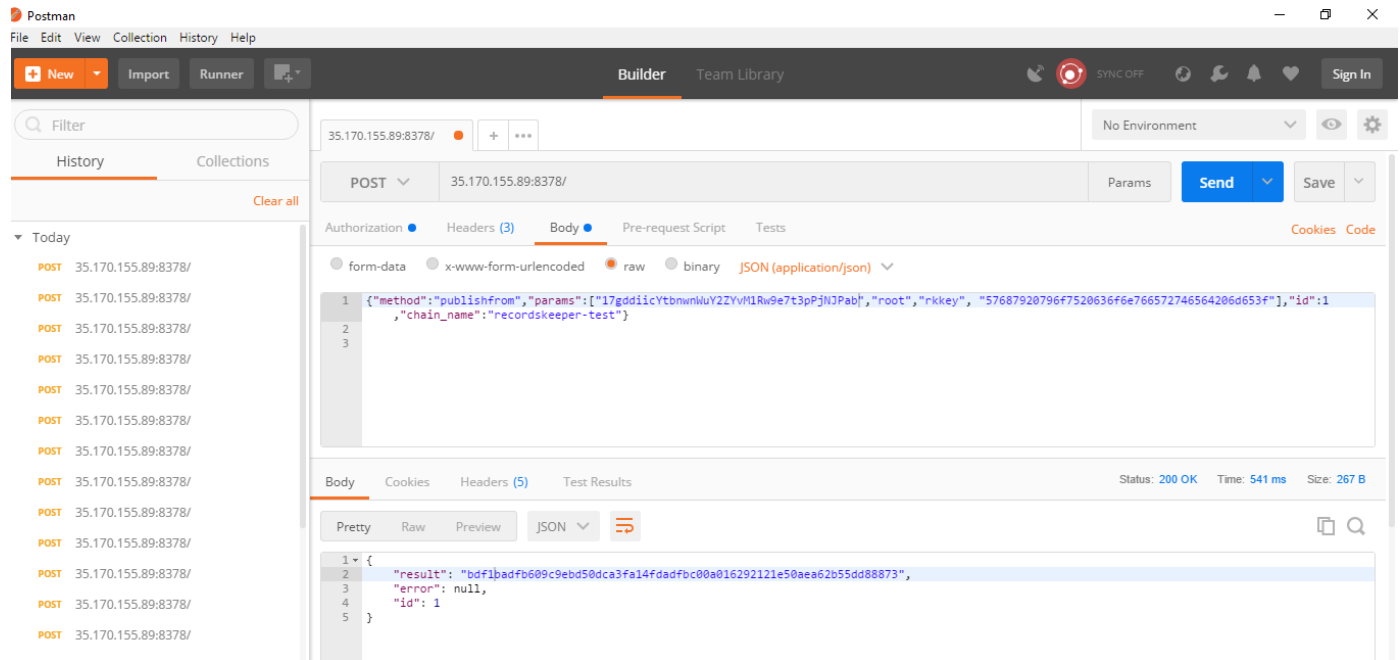 Postman
File Edit View Collection History Help
New Import Runner Builder Team Library SYNC OFF Sign In
Filter
History Collections
Clear all
Today
POST 35.170.155.89:8378/
POST 35.170.155.89:8378/
POST 35.170.155.89:8378/
POST 35.170.155.89:8378/
POST 35.170.155.89:8378/
POST 35.170.155.89:8378/
POST 35.170.155.89:8378/
POST 35.170.155.89:8378/
POST 35.170.155.89:8378/
POST 35.170.155.89:8378/
POST 35.170.155.89:8378/
POST 35.170.155.89:8378/
POST 35.170.155.89:8378/
35.170.155.89:8378/ + •••
No Environment
POST 35.170.155.89:8378/ Params Send Save
Authorization Headers (3) Body Pre-request Script Tests Cookies Code
form-data x-www-form-urlencoded raw binary JSON (application/json)
1 {"method":"publishfrom","params":["17gddiicYtbnwnWuY2ZYvM1Rw9e7t3pPjNJPab","root","rkkey", "57687920796f7520636f6e766572746564206d653f"],"id":1
,"chain_name":"recordskeeper-test"}
2
3
Body Cookies Headers (5) Test Results Status: 200 OK Time: 541 ms Size: 267 B
Pretty Raw Preview JSON
1 {
2 "result": "bdf1badfb609c9ebd50dca3fa14fdadfbc00a016292121e50aea62b55dd88873",
3 "error": null,
4 "id": 1
5 }